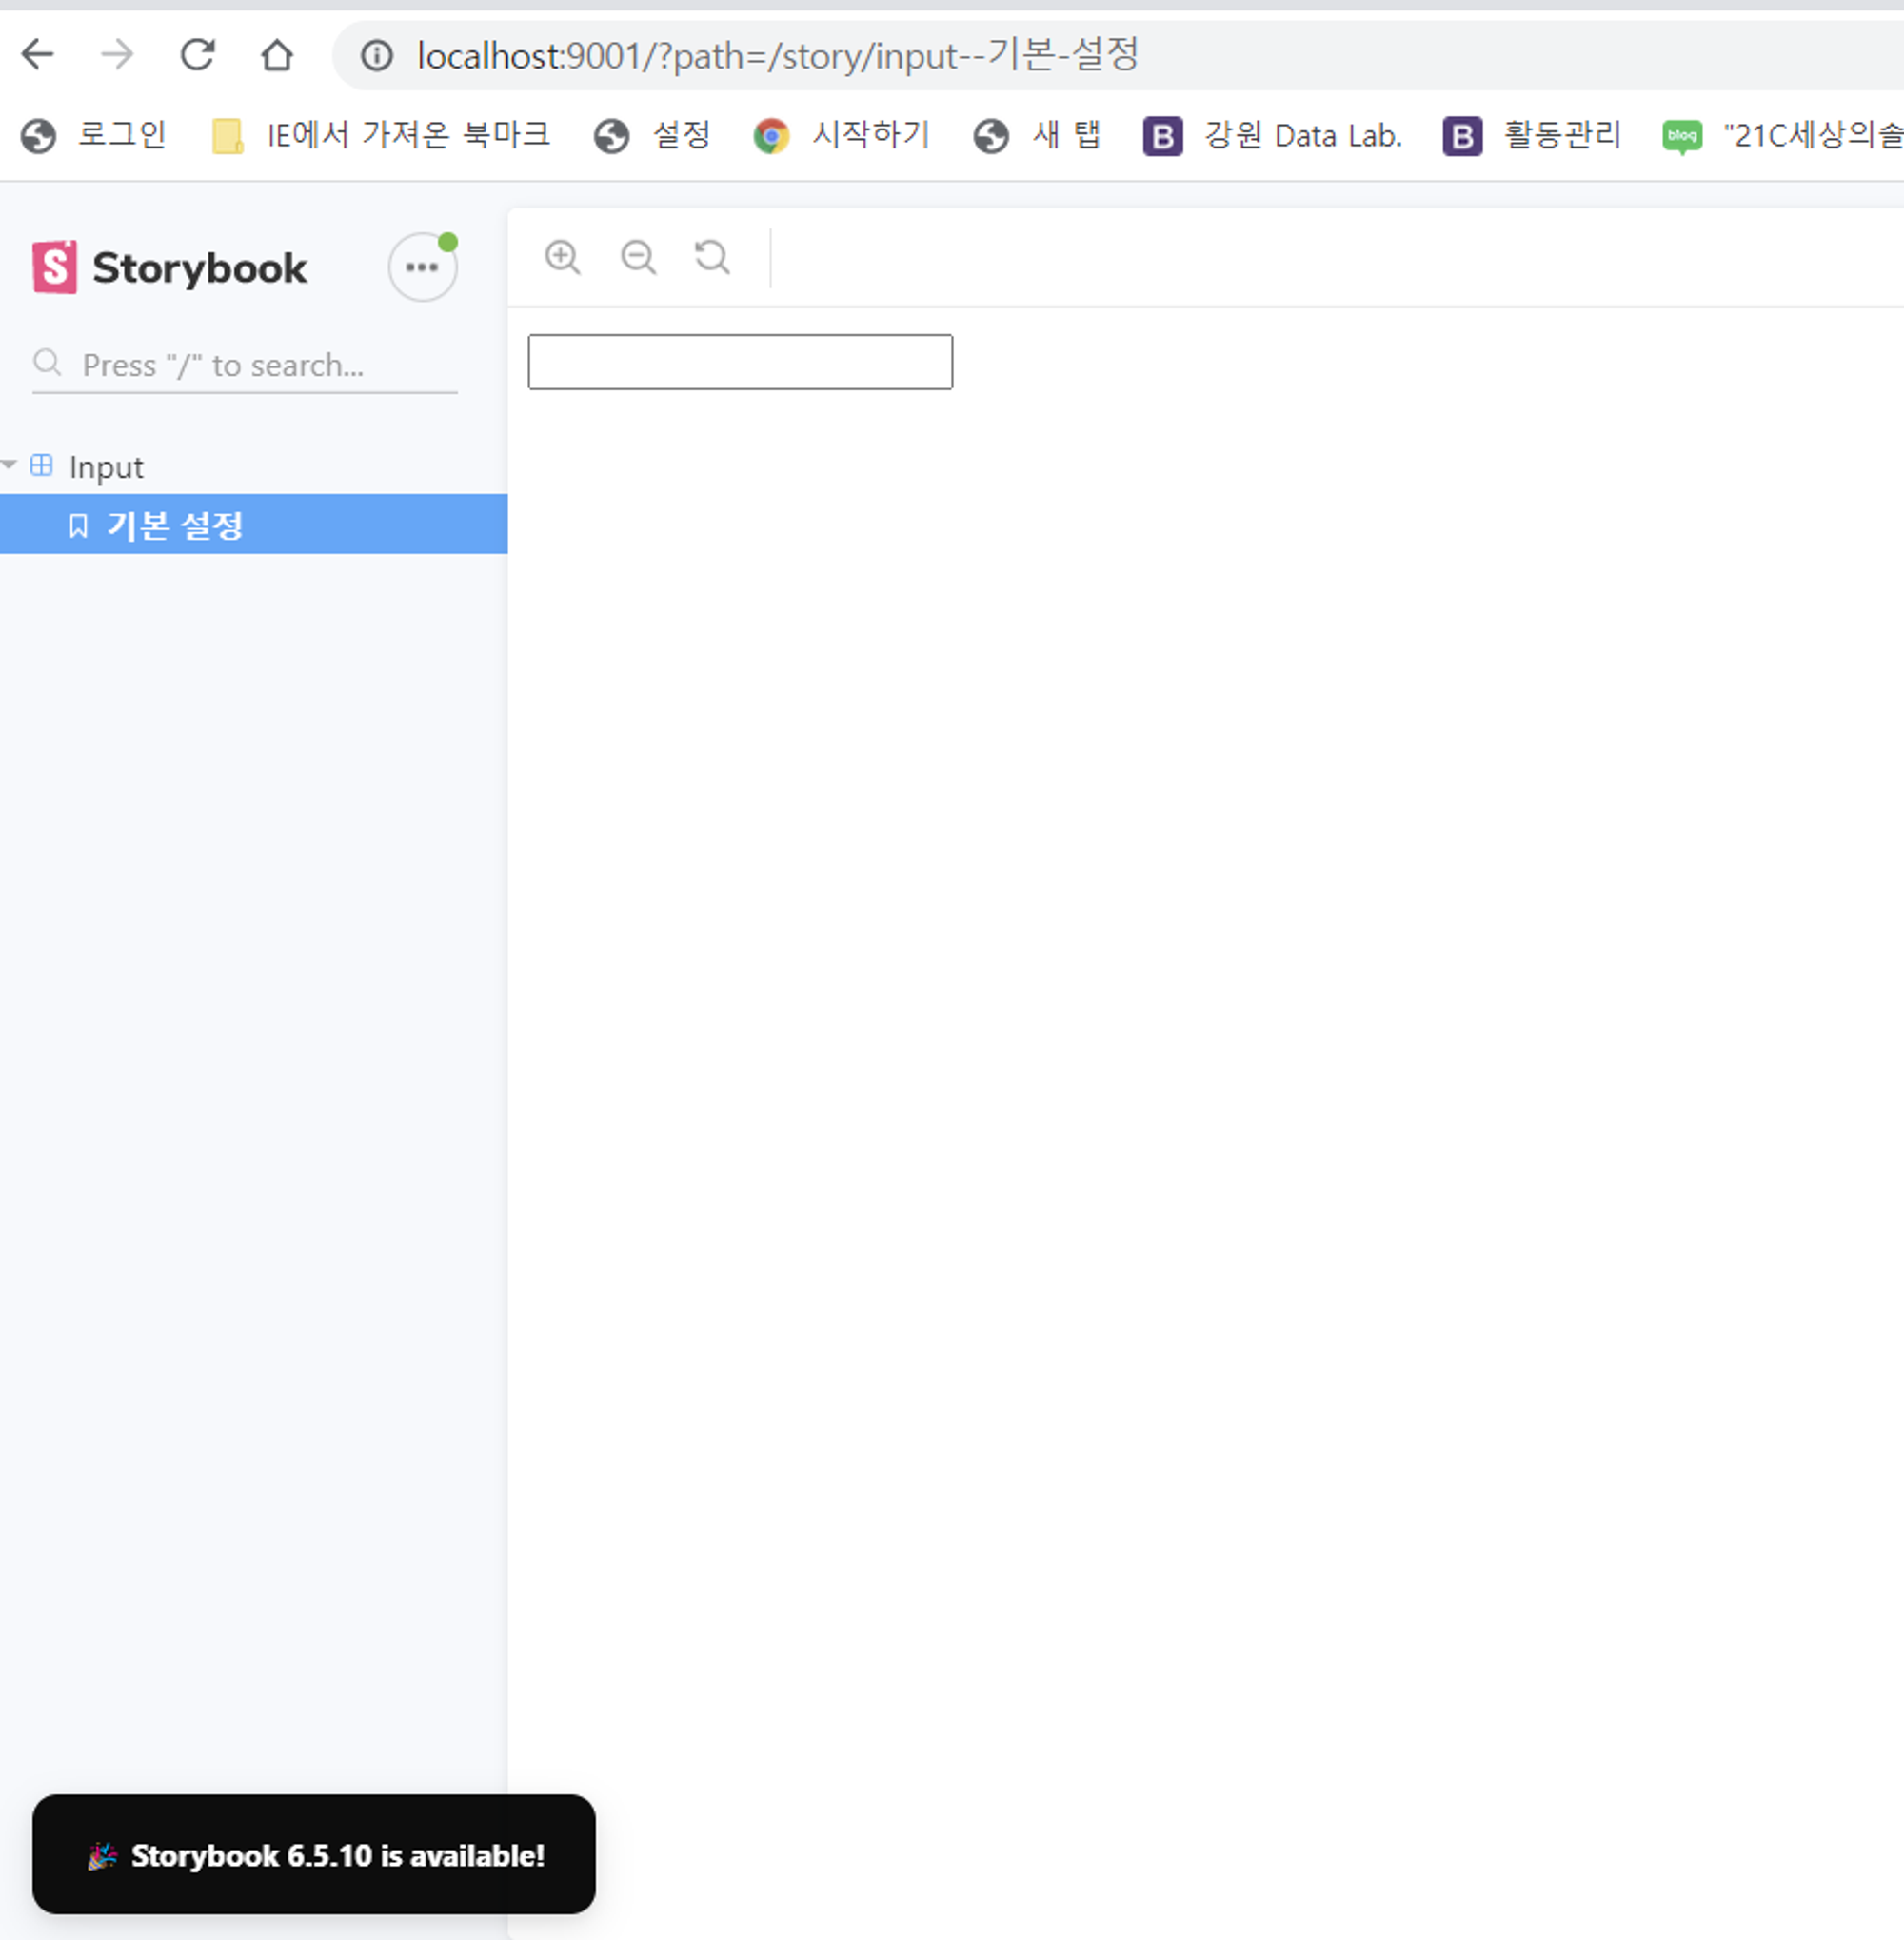 localhost:9001/?path=/story/input--기본-설정
로그인 IE에서 가져온 북마크 설정 시작하기 새 탭 B 강원 Data Lab. B 활동관리 blog "21C세상의솔
S Storybook
Press "/" to search...
Input
기본 설정
Storybook 6.5.10 is available!